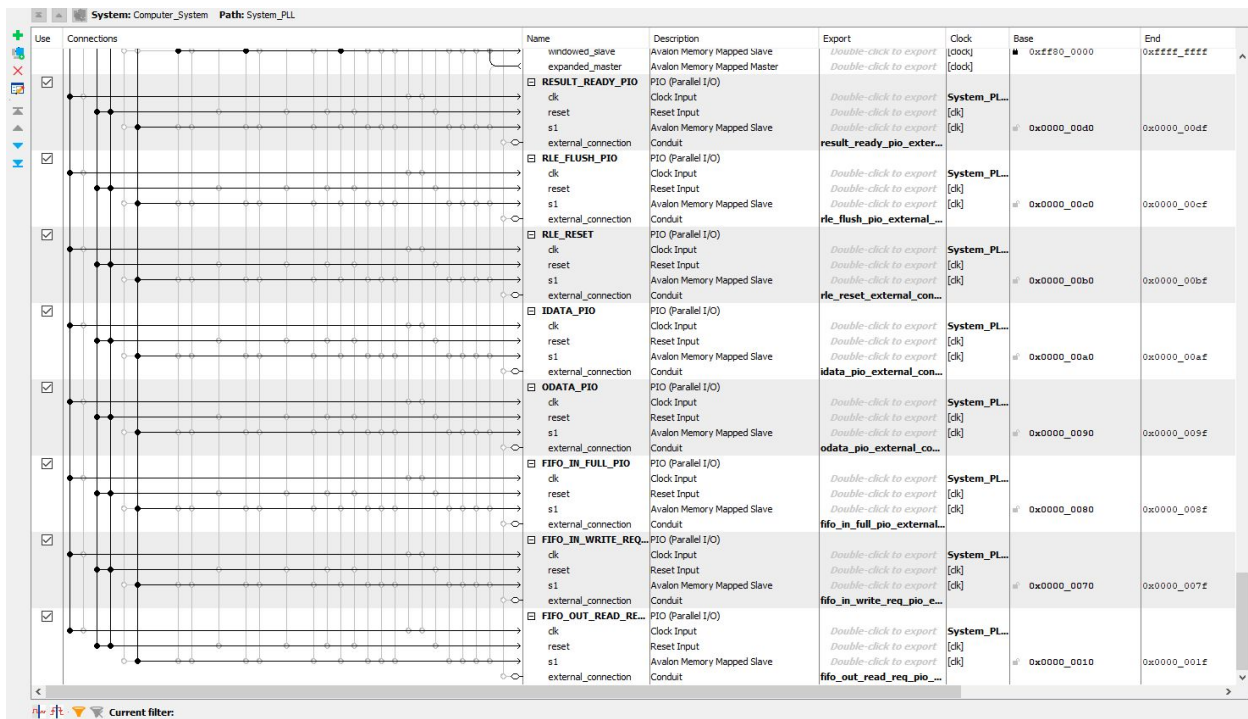 System: Computer_System Path: System_PLL
Use Connections Name Description Export Clock Base End
windowed_slave Avalon Memory Mapped Slave Double-click to export [clock] 0xff80_0000 0xffff_ffff
expanded_master Avalon Memory Mapped Master Double-click to export [clock]
RESULT_READY_PIO PIO (Parallel I/O)
clk Clock Input Double-click to export System_PL...
reset Reset Input Double-click to export [clk]
s1 Avalon Memory Mapped Slave Double-click to export [clk] 0x0000_00d0 0x0000_00df
external_connection Conduit result_ready_pio_exter...
RLE_FLUSH_PIO PIO (Parallel I/O)
clk Clock Input Double-click to export System_PL...
reset Reset Input Double-click to export [clk]
s1 Avalon Memory Mapped Slave Double-click to export [clk] 0x0000_00c0 0x0000_00cf
external_connection Conduit rle_flush_pio_external_...
RLE_RESET PIO (Parallel I/O)
clk Clock Input Double-click to export System_PL...
reset Reset Input Double-click to export [clk]
s1 Avalon Memory Mapped Slave Double-click to export [clk] 0x0000_00b0 0x0000_00bf
external_connection Conduit rle_reset_external_con...
IDATA_PIO PIO (Parallel I/O)
clk Clock Input Double-click to export System_PL...
reset Reset Input Double-click to export [clk]
s1 Avalon Memory Mapped Slave Double-click to export [clk] 0x0000_00a0 0x0000_00af
external_connection Conduit idata_pio_external_con...
ODATA_PIO PIO (Parallel I/O)
clk Clock Input Double-click to export System_PL...
reset Reset Input Double-click to export [clk]
s1 Avalon Memory Mapped Slave Double-click to export [clk] 0x0000_0090 0x0000_009f
external_connection Conduit odata_pio_external_co...
FIFO_IN_FULL_PIO PIO (Parallel I/O)
clk Clock Input Double-click to export System_PL...
reset Reset Input Double-click to export [clk]
s1 Avalon Memory Mapped Slave Double-click to export [clk] 0x0000_0080 0x0000_008f
external_connection Conduit fifo_in_full_pio_external...
FIFO_IN_WRITE_REQ... PIO (Parallel I/O)
clk Clock Input Double-click to export System_PL...
reset Reset Input Double-click to export [clk]
s1 Avalon Memory Mapped Slave Double-click to export [clk] 0x0000_0070 0x0000_007f
external_connection Conduit fifo_in_write_req_pio_e...
FIFO_OUT_READ_RE... PIO (Parallel I/O)
clk Clock Input Double-click to export System_PL...
reset Reset Input Double-click to export [clk]
s1 Avalon Memory Mapped Slave Double-click to export [clk] 0x0000_0010 0x0000_001f
external_connection Conduit fifo_out_read_req_pio_...
Current filter: